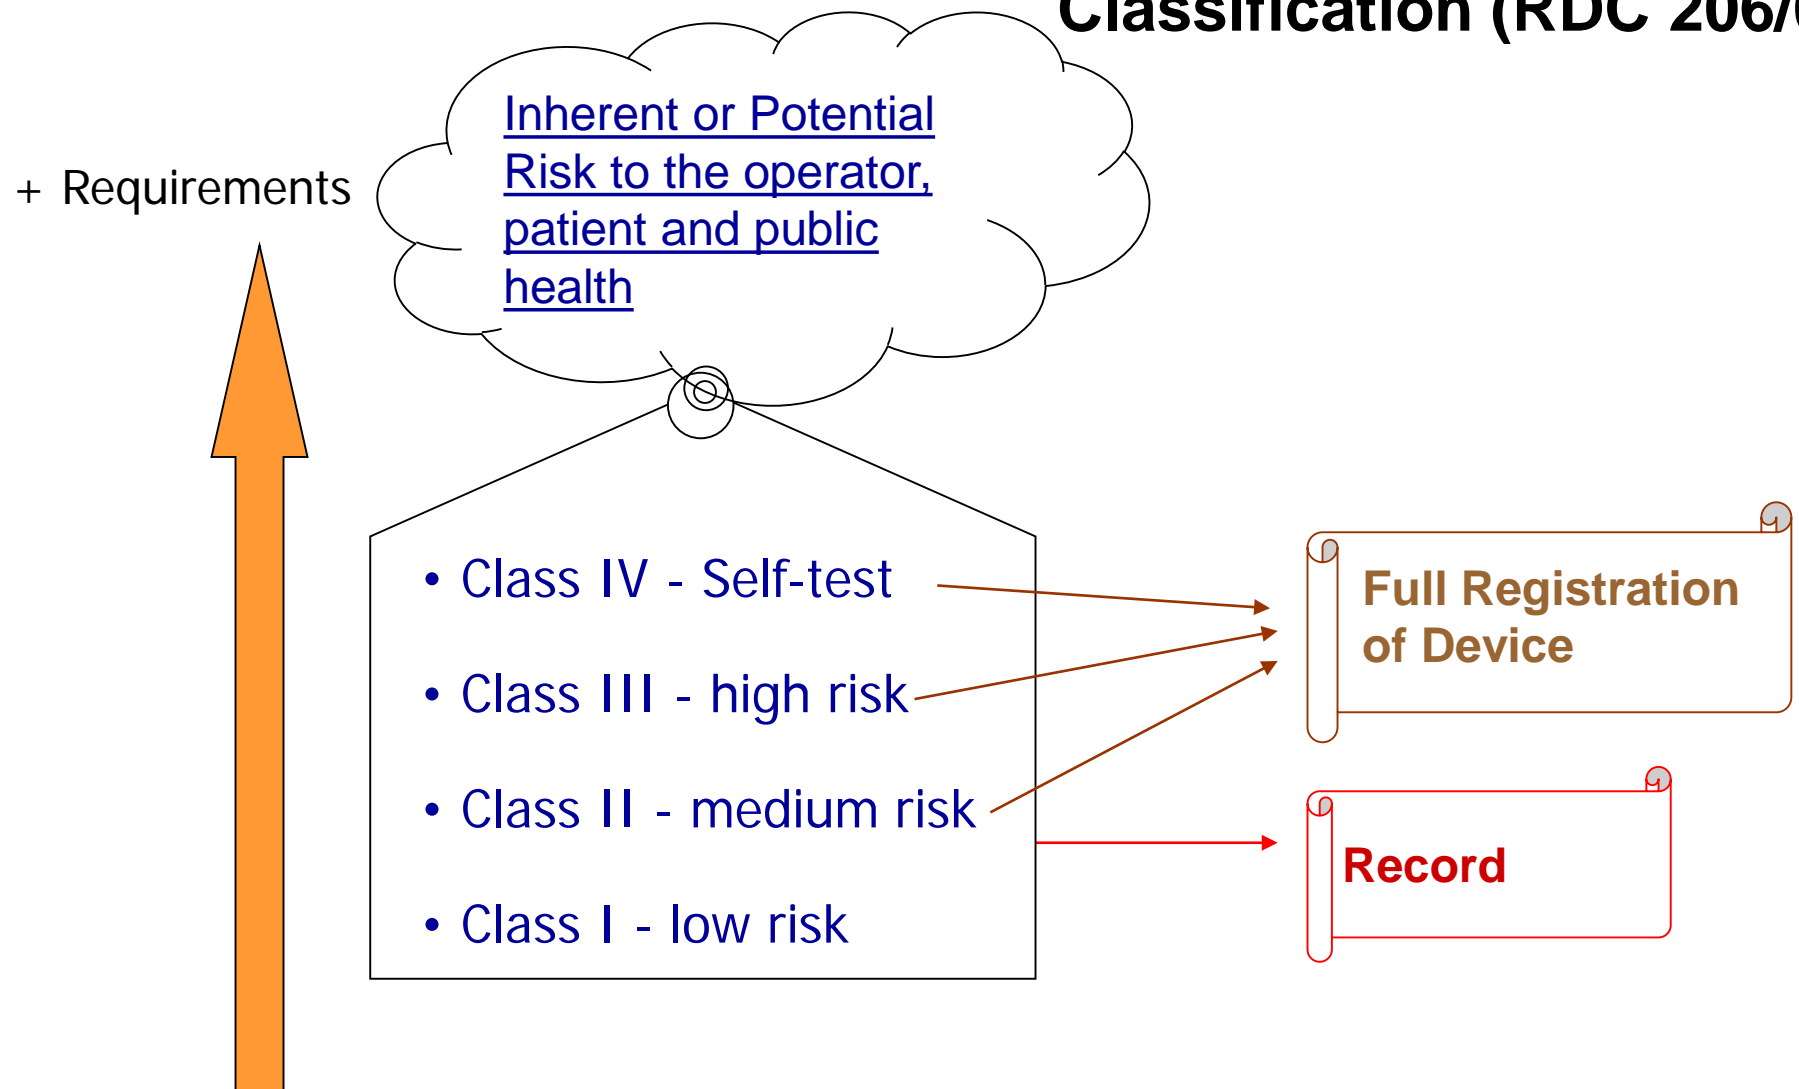 Classification (RDC 206/
Inherent or Potential
Risk to the operator,
patient and public
health
+ Requirements
• Class IV - Self-test
• Class III - high risk
• Class II - medium risk
• Class I - low risk
Full Registration
of Device
Record